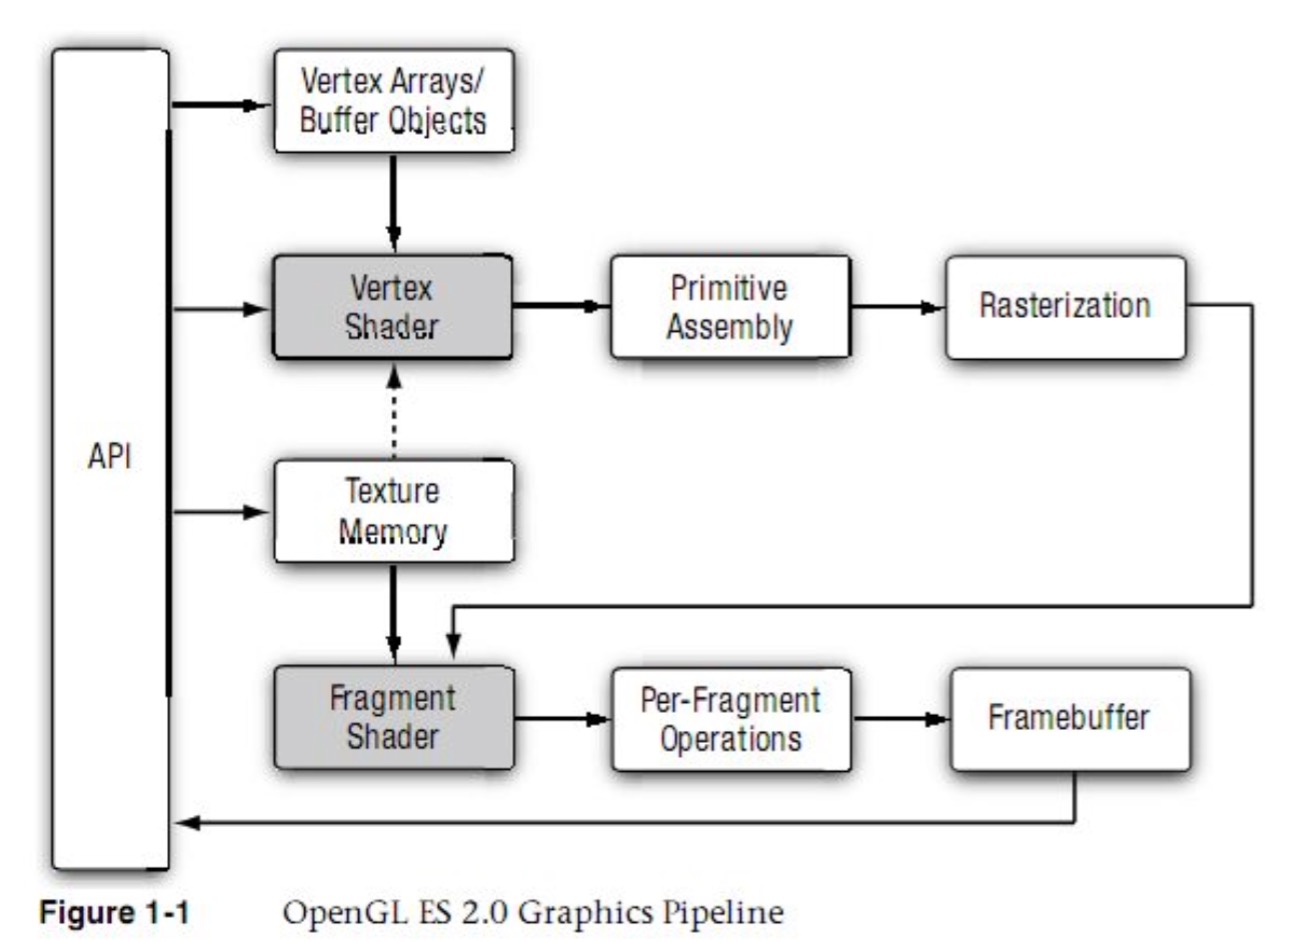 Vertex Arrays/
Buffer Objects
Vertex
Shader
Primitive
Assembly
Rasterization
API
Texture
Memory
Fragment
Shader
Per-Fragment
Operations
Framebuffer
Figure 1-1 OpenGL ES 2.0 Graphics Pipeline